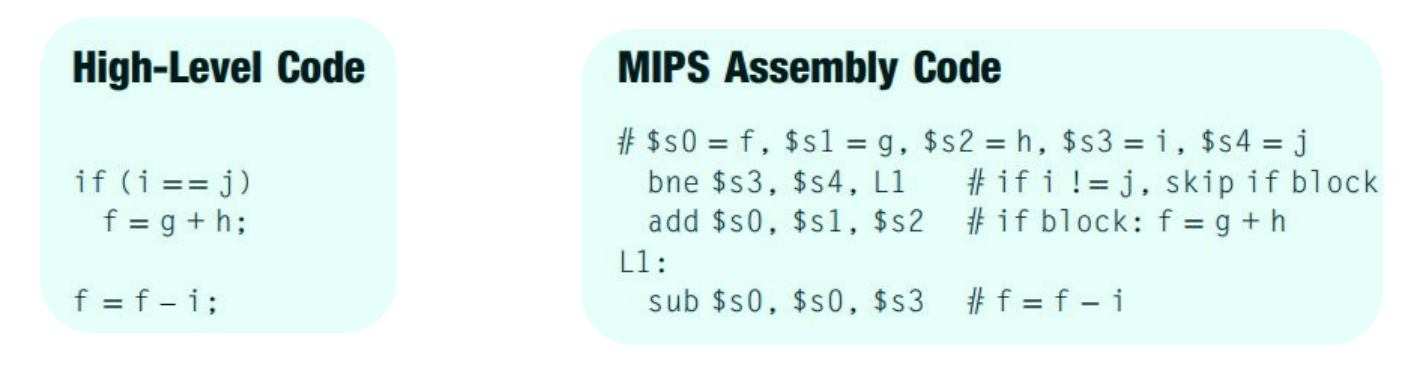 High-Level Code
if (i == j)
f = g + h;
f = f – i;
MIPS Assembly Code
# $s0 = f, $s1 = g, $s2 = h, $s3 = i, $s4 = j
bne $s3, $s4, L1 # if i != j, skip if block
add $s0, $s1, $s2 # if block: f = g + h
L1:
sub $s0, $s0, $s3 # f = f – i